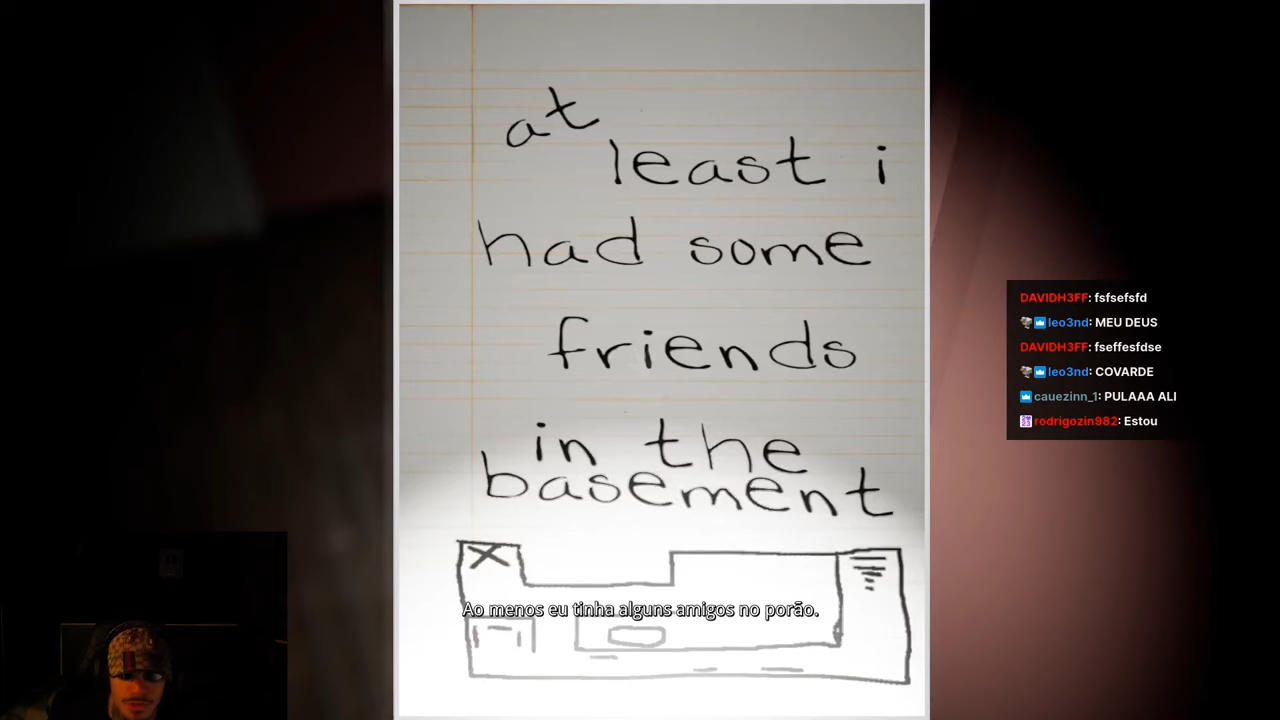 at
least i
had some
friends
in the
basement
Ao menos eu tinha alguns amigos no porão.
DAVIDH3FF: fsfsefsfd
leo3nd: MEU DEUS
DAVIDH3FF: fseffesfdse
leo3nd: COVARDE
cauezinn_1: PULAAA ALI
rodrigozin982: Estou